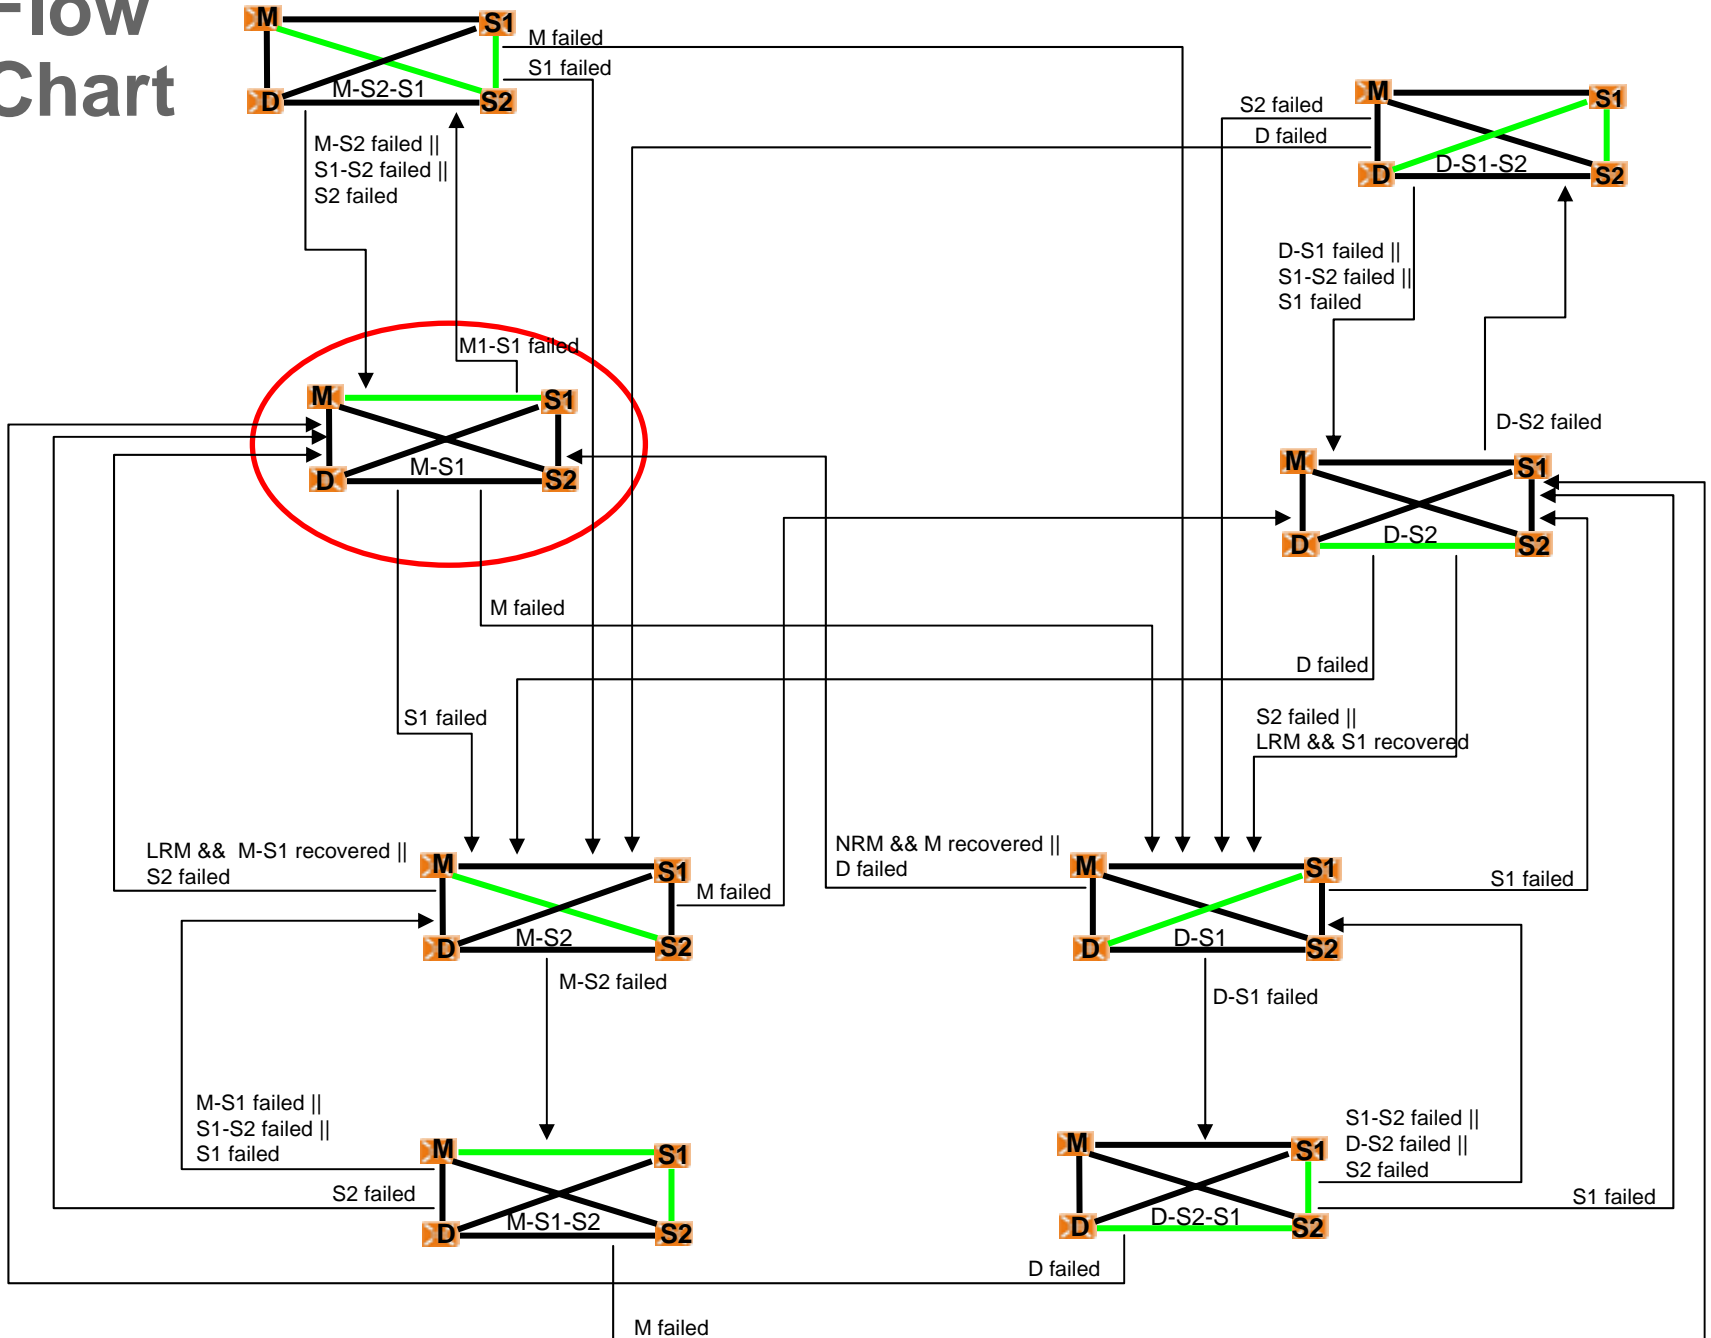 Flow
Chart
M
S1
D
M-S2-S1
S2
M failed
S1 failed
M-S2 failed ||
S1-S2 failed ||
S2 failed
M
S1
D
D-S1-S2
S2
S2 failed
D failed
D-S1 failed ||
S1-S2 failed ||
S1 failed
M1-S1 failed
M
S1
D
M-S1
S2
D-S2 failed
M
S1
D
D-S2
S2
M failed
S1 failed
D failed
S2 failed ||
LRM && S1 recovered
LRM && M-S1 recovered ||
S2 failed
M
S1
D
M-S2
S2
M failed
NRM && M recovered ||
D failed
M
S1
D
D-S1
S2
S1 failed
M-S2 failed
D-S1 failed
M-S1 failed ||
S1-S2 failed ||
S1 failed
S2 failed
M
S1
D
M-S1-S2
S2
M
S1
D
D-S2-S1
S2
S1-S2 failed ||
D-S2 failed ||
S2 failed
S1 failed
D failed
M failed